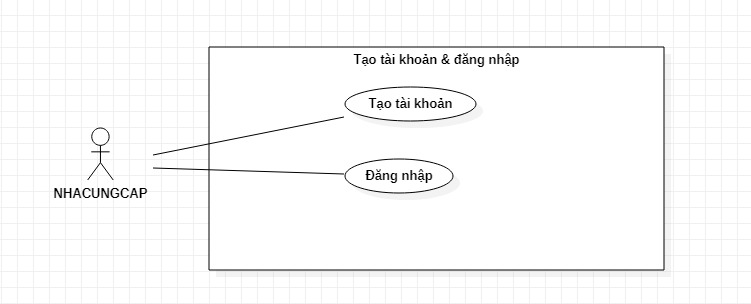 Tạo tài khoản & đăng nhập
Tạo tài khoản
Đăng nhập
NHACUNGCAP